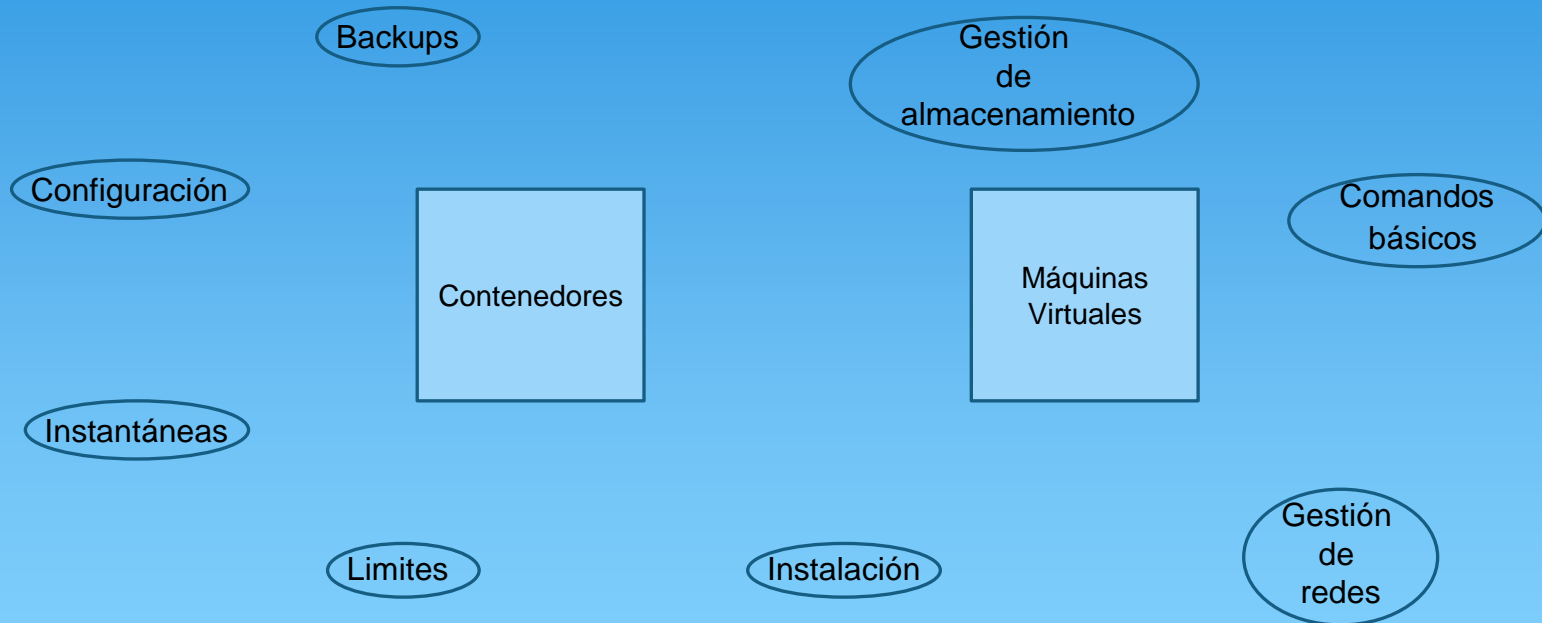 Backups
Gestión
de
almacenamiento
Configuración
Comandos
básicos
Contenedores
Máquinas
Virtuales
Instantáneas
Limites
Instalación
Gestión
de
redes